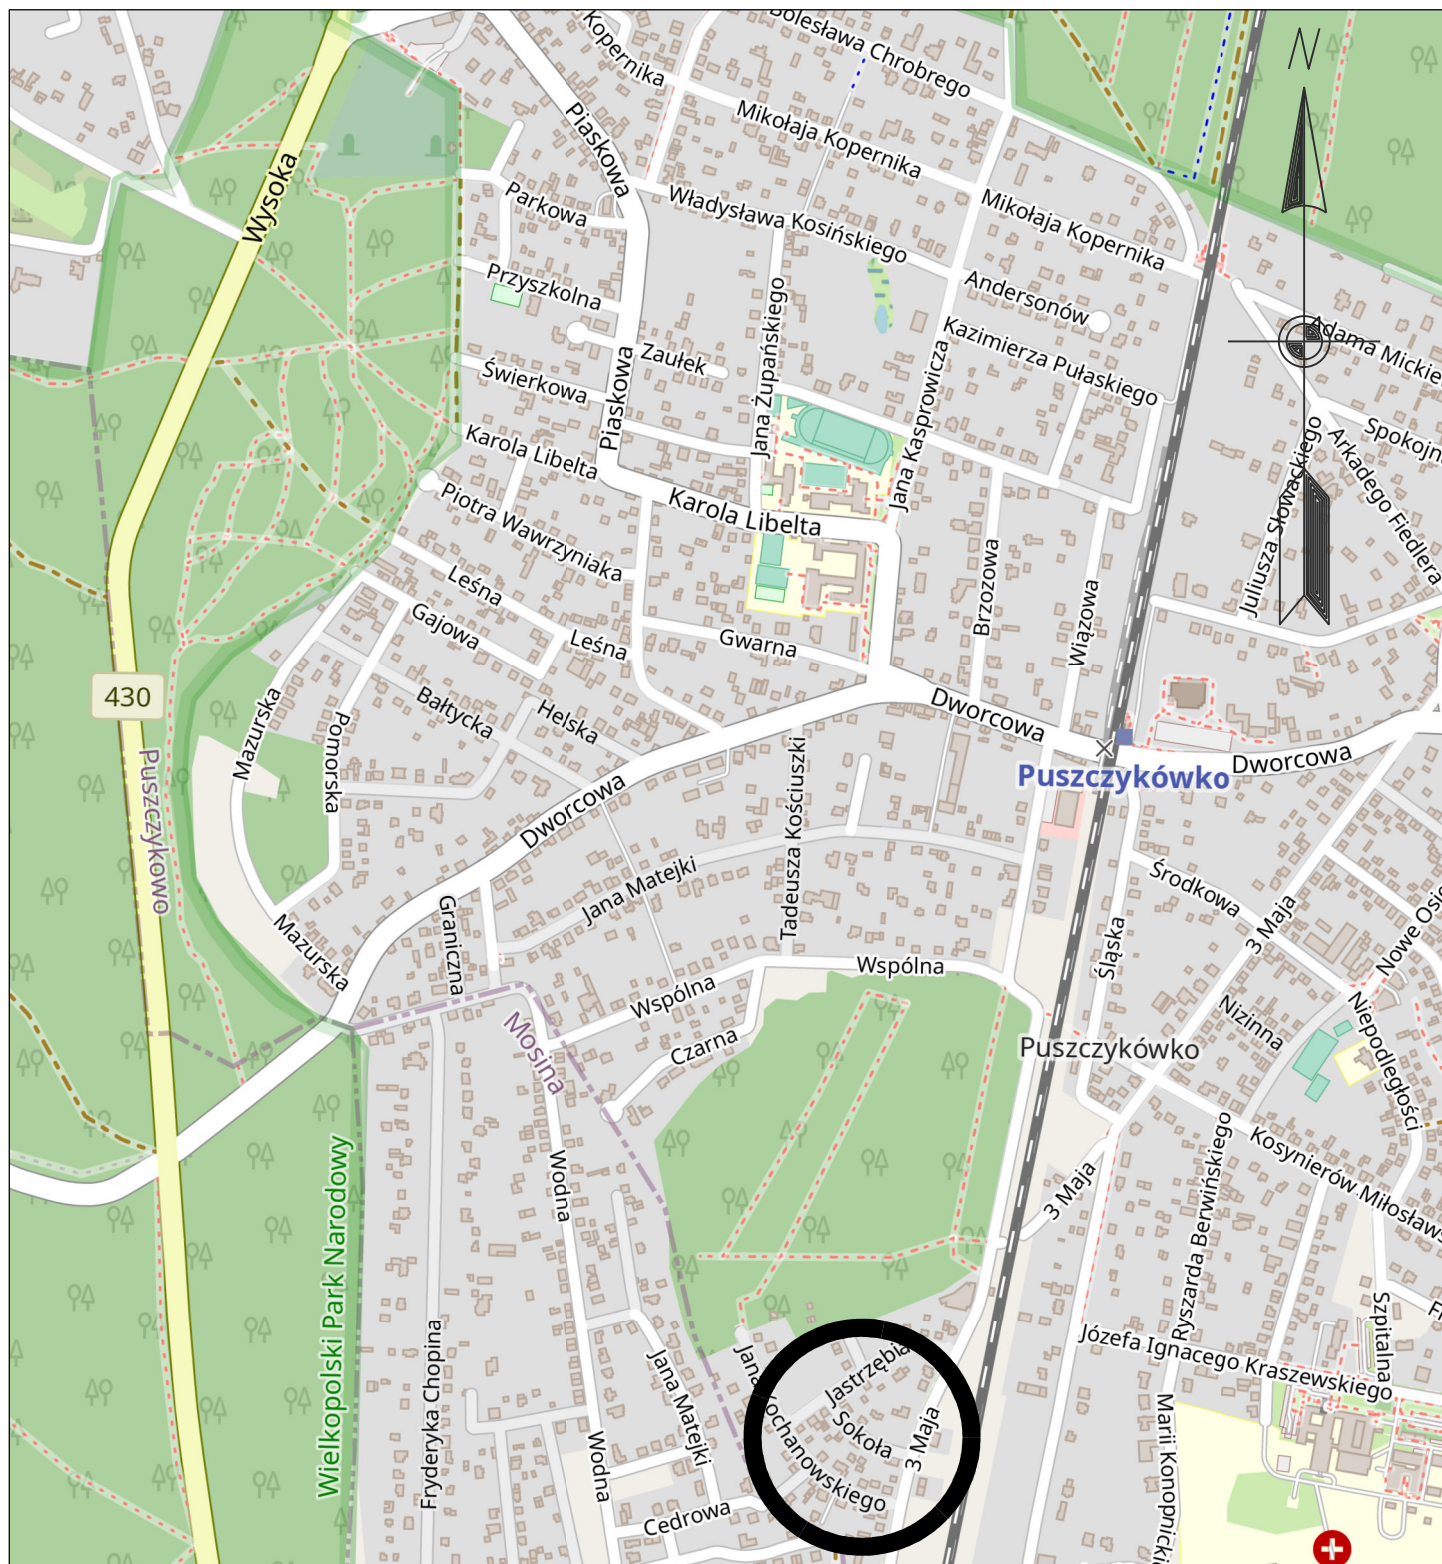 Bolesława Chrobrego
Kopernika
N
Piaskowa
Mikołaja Kopernika
Wysoka
Parkowa
Władysława Kosińskiego
Mikołaja Kopernika
Przyszkolna
Andersonów
Jana Żupańskiego
Kazimierza Pułaskiego
Adama Mickie
Zaułek
Świerkowa
Piaskowa
Jana Kasprowicza
Spokojn
Karola Libelta
Juliusza Słowackiego
Arkadego Fiedlera
Piotra Wawrzyniaka
Karola Libelta
Leśna
Brzozowa
Wiązowa
Gajowa
Leśna
Gwarna
430
Mazurska
Bałtycka
Helska
Dworcowa
Pomorska
Puszczykowo
Tadeusza Kościuszki
Puszczykówko
Dworcowa
Dworcowa
Jana Matejki
Środkowa
3 Maja
Graniczna
Mazurska
Śląska
Nowe Osie
Wspólna
Wspólna
Nizinna
Niepodległości
Mosina
Czarna
Puszczykówko
Wielkopolski Park Narodowy
Wodna
3 Maja
Ryszarda Berwińskiego
Kosynierów Miłosławs
Szpitalna
Fryderyka Chopina
Jana Matejki
Jana Kochanowskiego
Jastrzębia
Józefa Ignacego Kraszewskiego
Sokoła
3 Maja
Wodna
Marii Konopnickie
Cedrowa